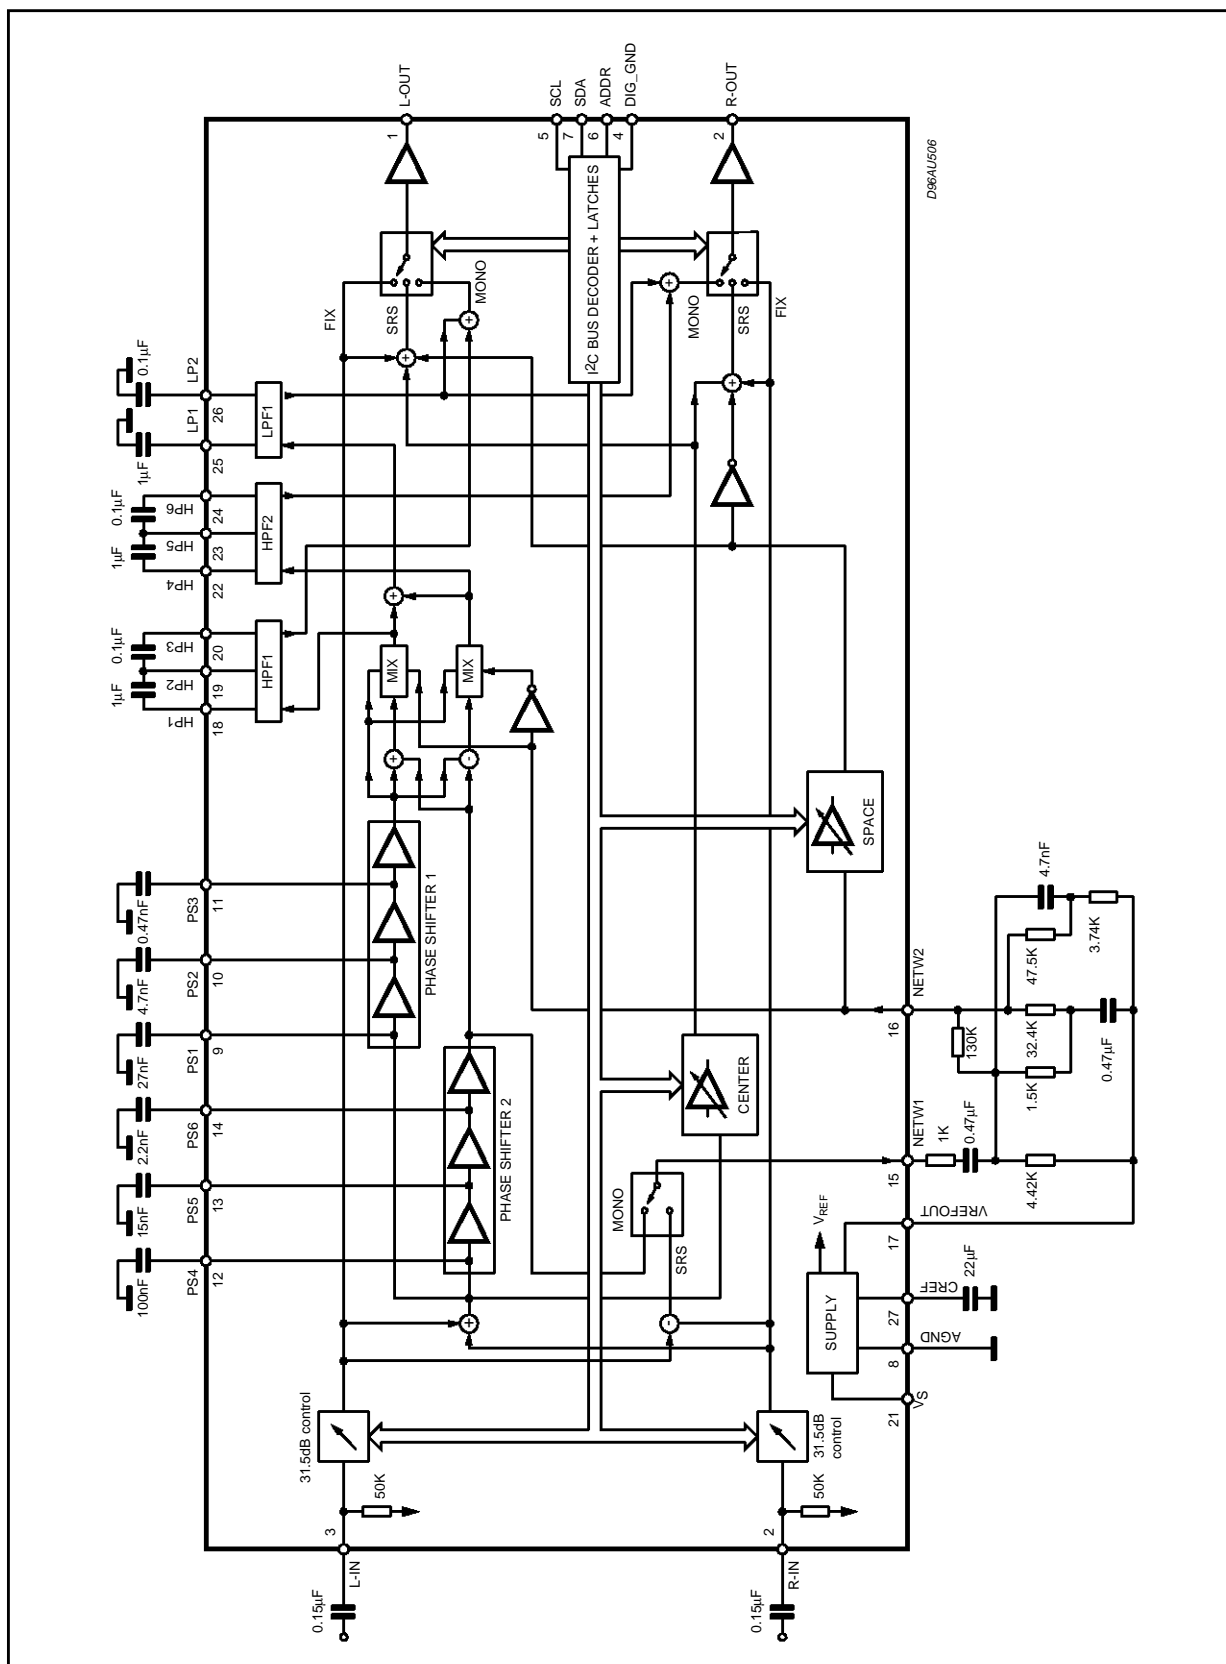 L-OUT
1
SCL
5
SDA
7
ADDR
6
DIG_GND
4
R-OUT
2
D96AU506
I²C BUS DECODER + LATCHES
FIX
SRS
MONO
MONO
SRS
FIX
+
+
+
+
0.1µF
LP2
26
1µF
LP1
25
LPF1
0.1µF
HP6
24
HP5
23
1µF
HP4
22
HPF2
0.1µF
HP3
20
HP2
19
1µF
HP1
18
HPF1
+
MIX
MIX
+
-
0.47nF
PS3
11
4.7nF
PS2
10
27nF
PS1
9
2.2nF
PS6
14
15nF
PS5
13
100nF
PS4
12
PHASE SHIFTER 1
PHASE SHIFTER 2
SPACE
CENTER
MONO
SRS
+
-
NETW2
16
130K
47.5K
4.7nF
3.74K
32.4K
1.5K
0.47µF
NETW1
15
1K
0.47µF
4.42K
VREFOUT
17
VREF
SUPPLY
CREF
27
22µF
AGND
8
VS
21
31.5dB control
31.5dB
control
50K
50K
3
L-IN
0.15µF
2
R-IN
0.15µF